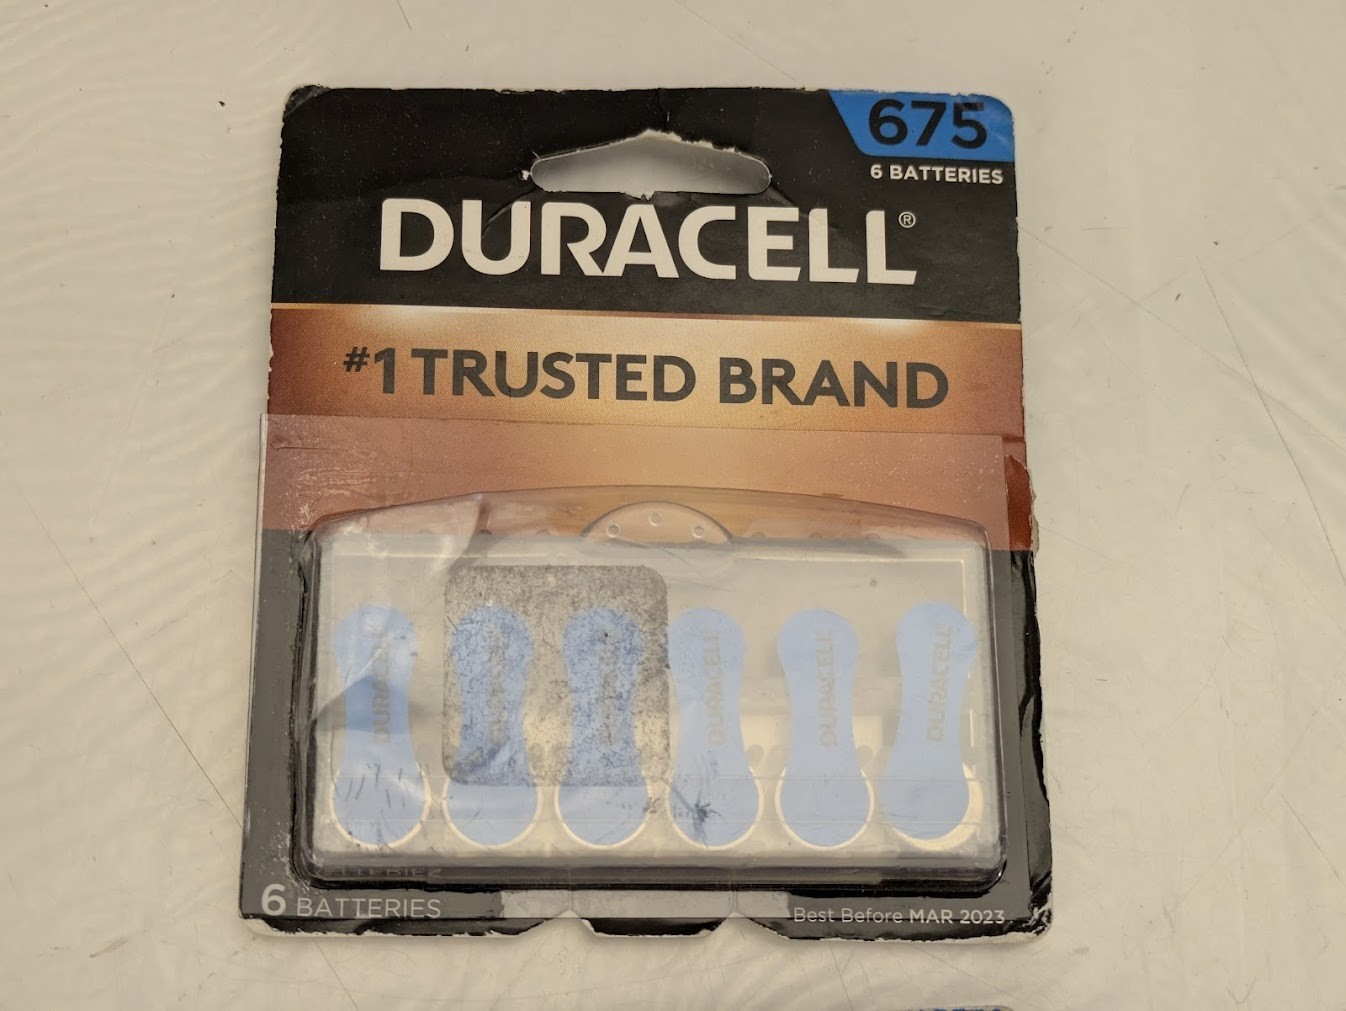 675
6 BATTERIES
DURACELL®
#1 TRUSTED BRAND
DURACELL
DURACELL
DURACELL
DURACELL
6 BATTERIES
Best Before MAR 2023